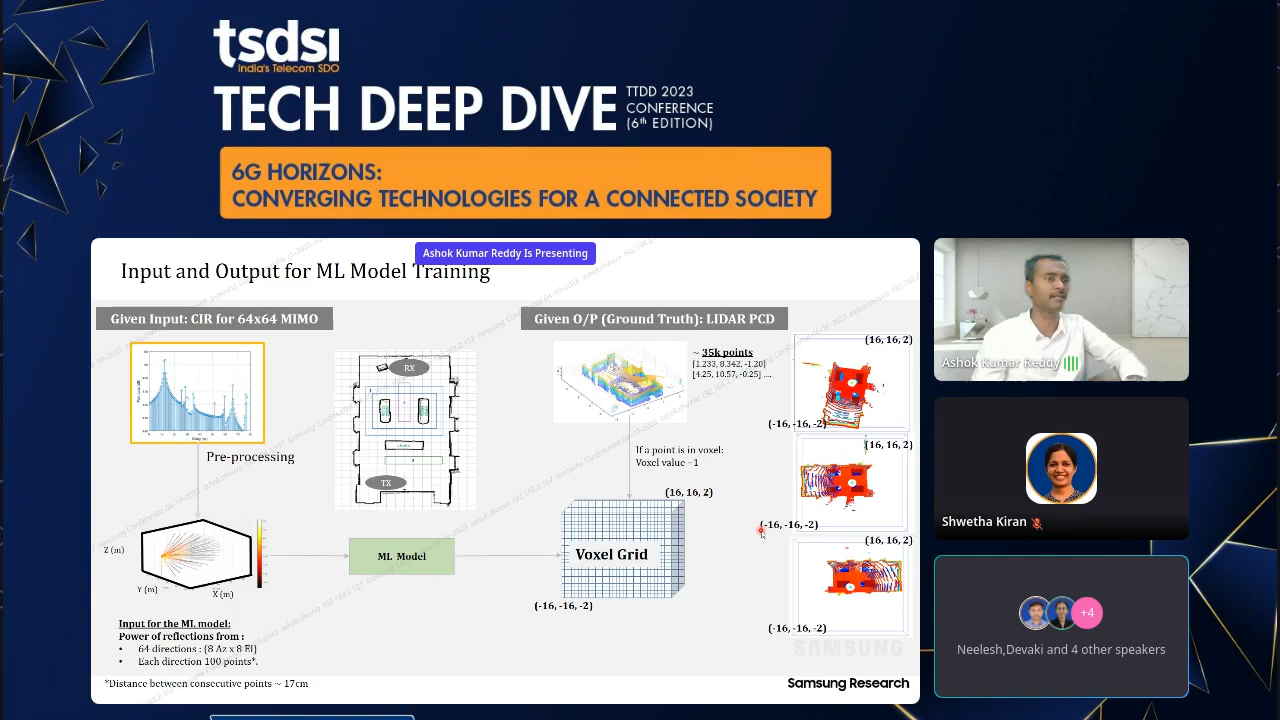 tsdsi
India's Telecom SDO
TECH DEEP DIVE
TTDD 2023
CONFERENCE
(6th EDITION)
6G HORIZONS:
CONVERGING TECHNOLOGIES FOR A CONNECTED SOCIETY
Ashok Kumar Reddy Is Presenting
Input and Output for ML Model Training
Given Input: CIR for 64x64 MIMO
Given O/P (Ground Truth): LIDAR PCD
RX
TX
Pre-processing
~ 35k points
[1.233, 8.342, -1.20]
[4.25, 10.57, -0.25] ....
If a point is in voxel:
Voxel value =1
(16, 16, 2)
Voxel Grid
(-16, -16, -2)
ML Model
Z (m)
Y (m)
X (m)
Input for the ML model:
Power of reflections from :
• 64 directions : (8 Az x 8 El)
• Each direction 100 points*.
(16, 16, 2)
(-16, -16, -2)
(16, 16, 2)
(-16, -16, -2)
(16, 16, 2)
(-16, -16, -2)
SAMSUNG
*Distance between consecutive points ~ 17cm
Samsung Research
Ashok Kumar Reddy
Shwetha Kiran
+4
Neelesh,Devaki and 4 other speakers